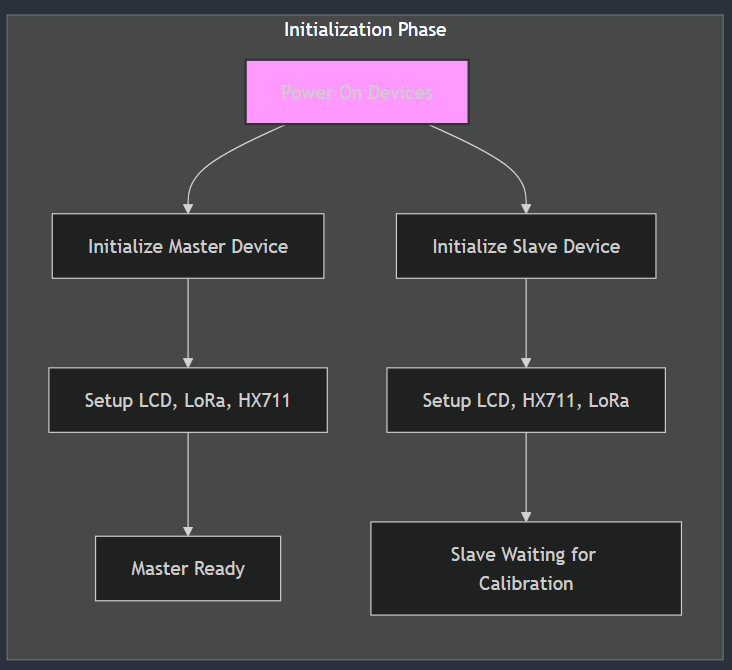 Initialization Phase
Power On Devices
Initialize Master Device
Initialize Slave Device
Setup LCD, LoRa, HX711
Setup LCD, HX711, LoRa
Master Ready
Slave Waiting for
Calibration